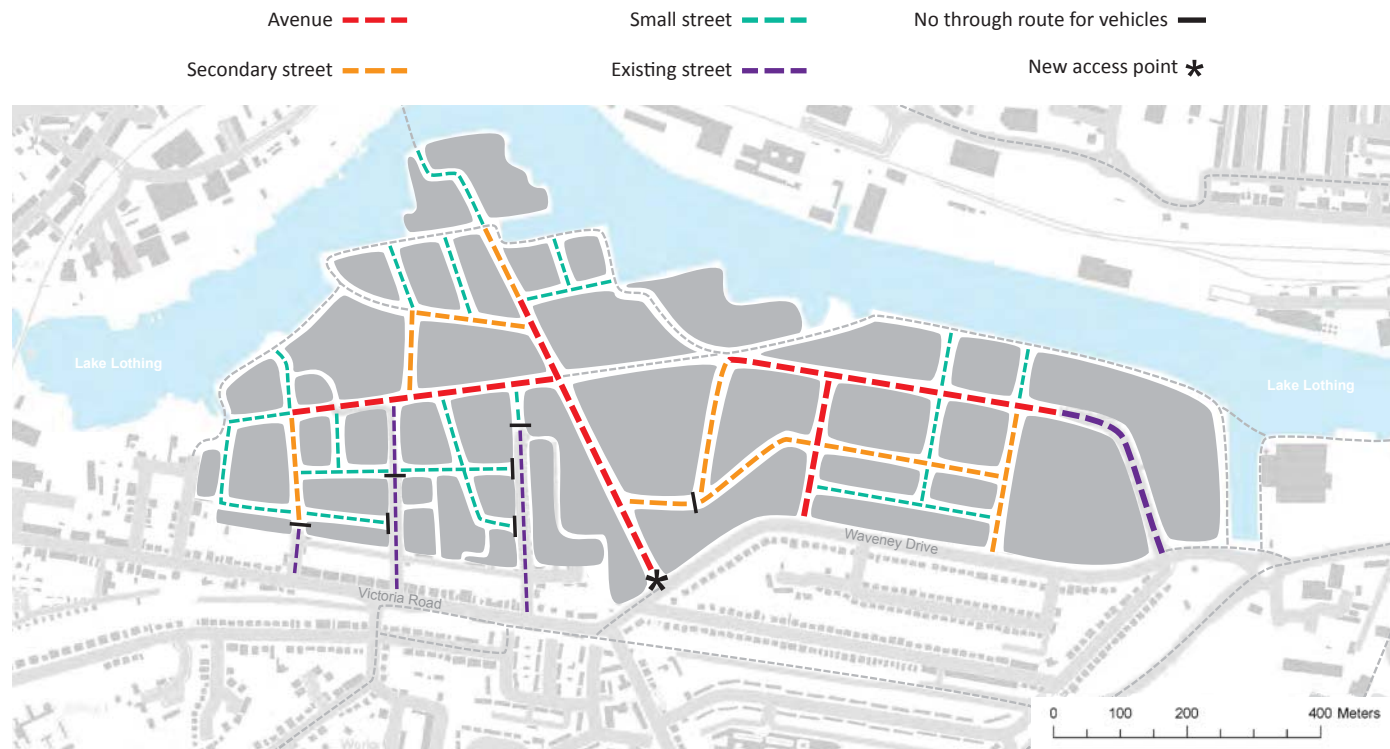 Avenue
Small street
No through route for vehicles
Secondary street
Existing street
New access point
Lake Lothing
Lake Lothing
Waveney Drive
Victoria Road
Works
0 100 200 400 Meters